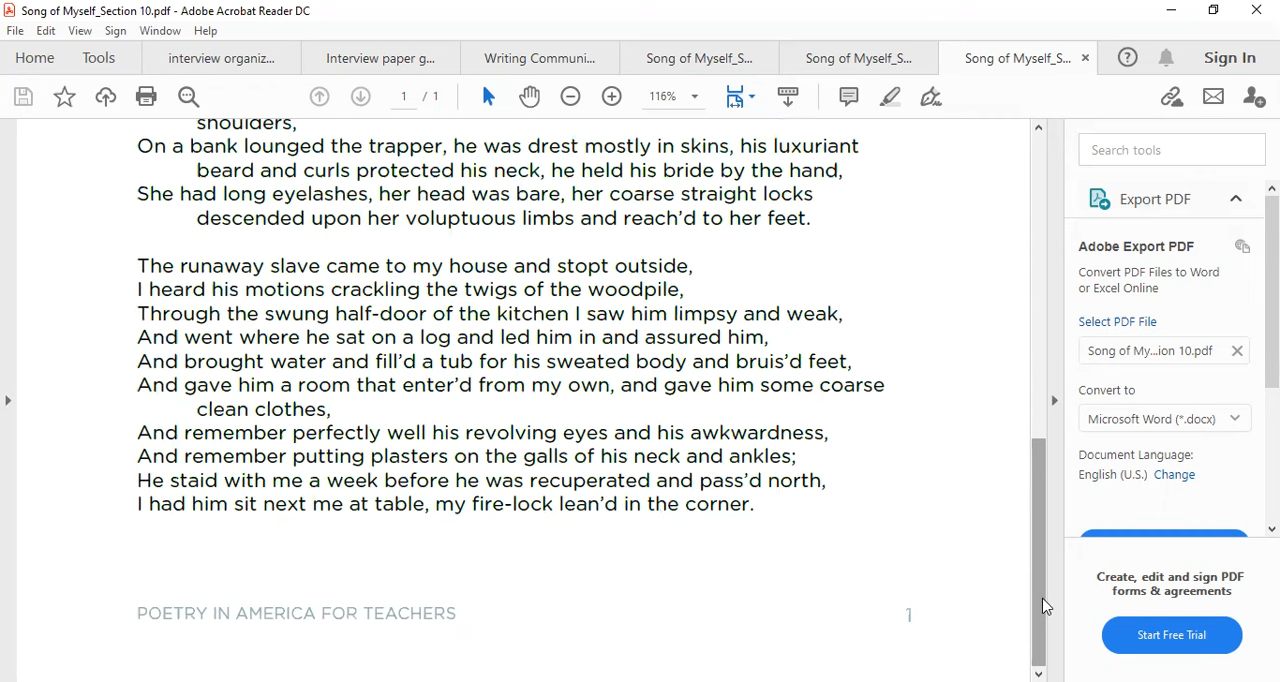 Song of Myself_Section 10.pdf - Adobe Acrobat Reader DC
File Edit View Sign Window Help
Home Tools interview organiz... Interview paper g... Writing Communi... Song of Myself_S... Song of Myself_S... Song of Myself_S... × ? Sign In
1 / 1 116%
shoulders,
On a bank lounged the trapper, he was drest mostly in skins, his luxuriant
beard and curls protected his neck, he held his bride by the hand,
She had long eyelashes, her head was bare, her coarse straight locks
descended upon her voluptuous limbs and reach'd to her feet.
The runaway slave came to my house and stopt outside,
I heard his motions crackling the twigs of the woodpile,
Through the swung half-door of the kitchen I saw him limpsy and weak,
And went where he sat on a log and led him in and assured him,
And brought water and fill'd a tub for his sweated body and bruis'd feet,
And gave him a room that enter'd from my own, and gave him some coarse
clean clothes,
And remember perfectly well his revolving eyes and his awkwardness,
And remember putting plasters on the galls of his neck and ankles;
He staid with me a week before he was recuperated and pass'd north,
I had him sit next me at table, my fire-lock lean'd in the corner.
POETRY IN AMERICA FOR TEACHERS 1
Search tools
Export PDF
Adobe Export PDF
Convert PDF Files to Word
or Excel Online
Select PDF File
Song of My...ion 10.pdf
Convert to
Microsoft Word (*.docx)
Document Language:
English (U.S.) Change
Create, edit and sign PDF
forms & agreements
Start Free Trial